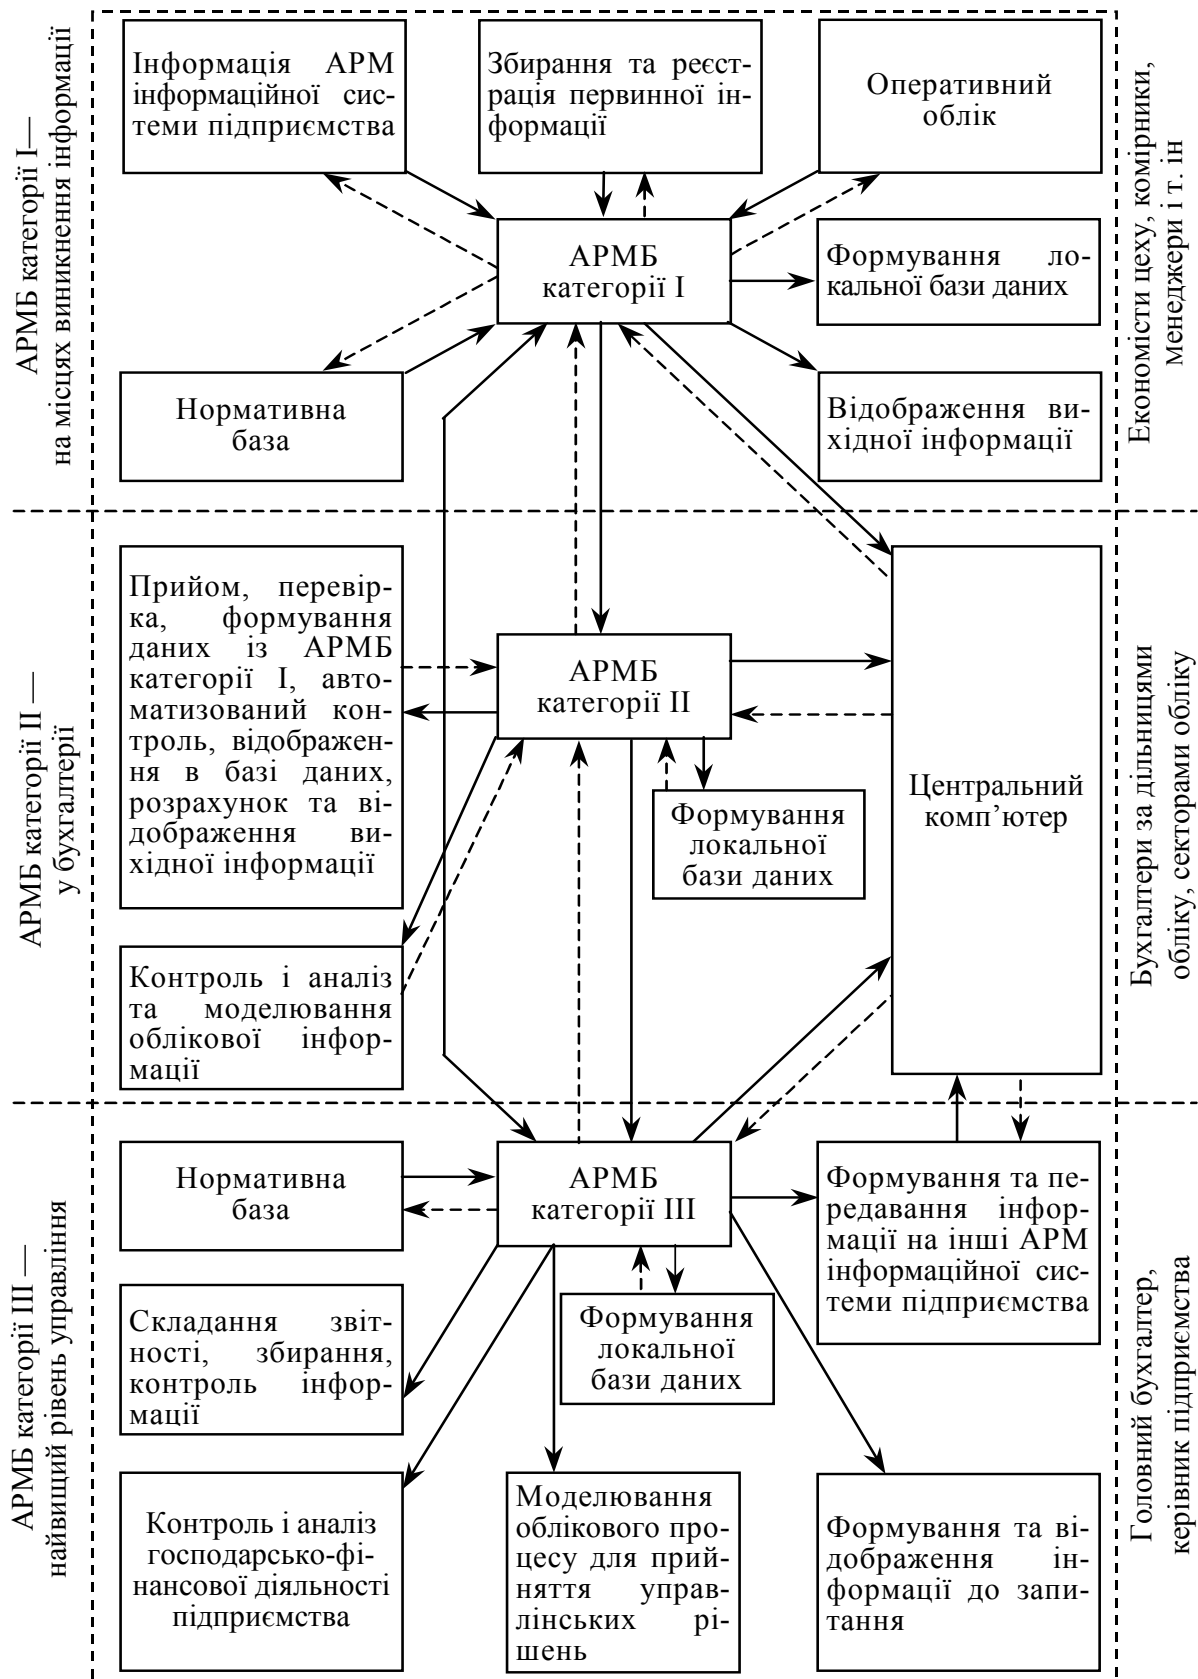 АРМБ категорії I—
на місцях виникнення інформації
Інформація АРМ
інформаційної сис-
теми підприємства
Збирання та реєст-
рація первинної ін-
формації
Оперативний
облік
АРМБ
категорії I
Формування ло-
кальної бази даних
Нормативна
база
Відображення ви-
хідної інформації
Економісти цеху, комірники,
менеджери і т. ін
АРМБ категорії II —
у бухгалтерії
Прийом, перевір-
ка, формування
даних із АРМБ
категорії I, авто-
матизований кон-
троль, відображен-
ня в базі даних,
розрахунок та ві-
дображення ви-
хідної інформації
АРМБ
категорії II
Формування
локальної
бази даних
Центральний
комп’ютер
Контроль і аналіз
та моделювання
облікової інфор-
мації
Бухгалтери за дільницями
обліку, секторами обліку
АРМБ категорії III —
найвищий рівень управління
Нормативна
база
АРМБ
категорії III
Формування та пе-
редавання інфор-
мації на інші АРМ
інформаційної сис-
теми підприємства
Складання звіт-
ності, збирання,
контроль інфор-
мації
Формування
локальної
бази даних
Контроль і аналіз
господарсько-фі-
нансової діяльності
підприємства
Моделювання
облікового про-
цесу для прий-
няття управ-
лінських рі-
шень
Формування та ві-
дображення ін-
формації до запи-
тання
Головний бухгалтер,
керівник підприємства